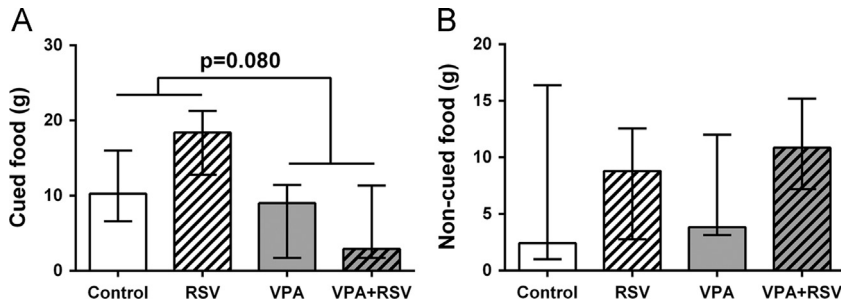 A
Cued food (g)
30
20
10
0
p=0.080
Control RSV VPA VPA+RSV
B
Non-cued food (g)
20
15
10
5
0
Control RSV VPA VPA+RSV